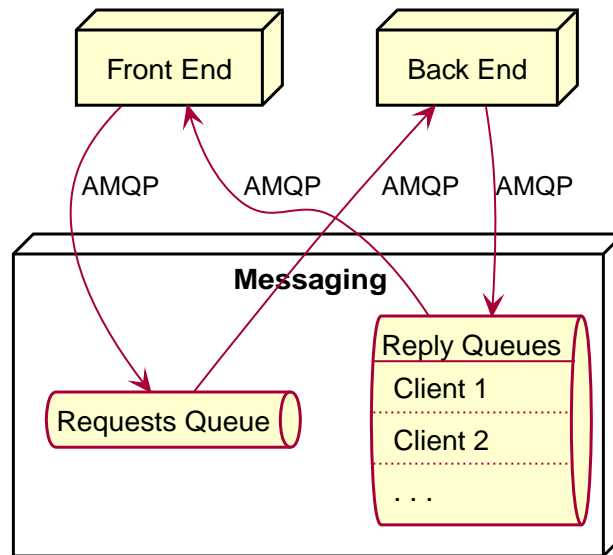 Front End
Back End
AMQP
AMQP
AMQP
AMQP
Messaging
Requests Queue
Reply Queues
Client 1
Client 2
. . .